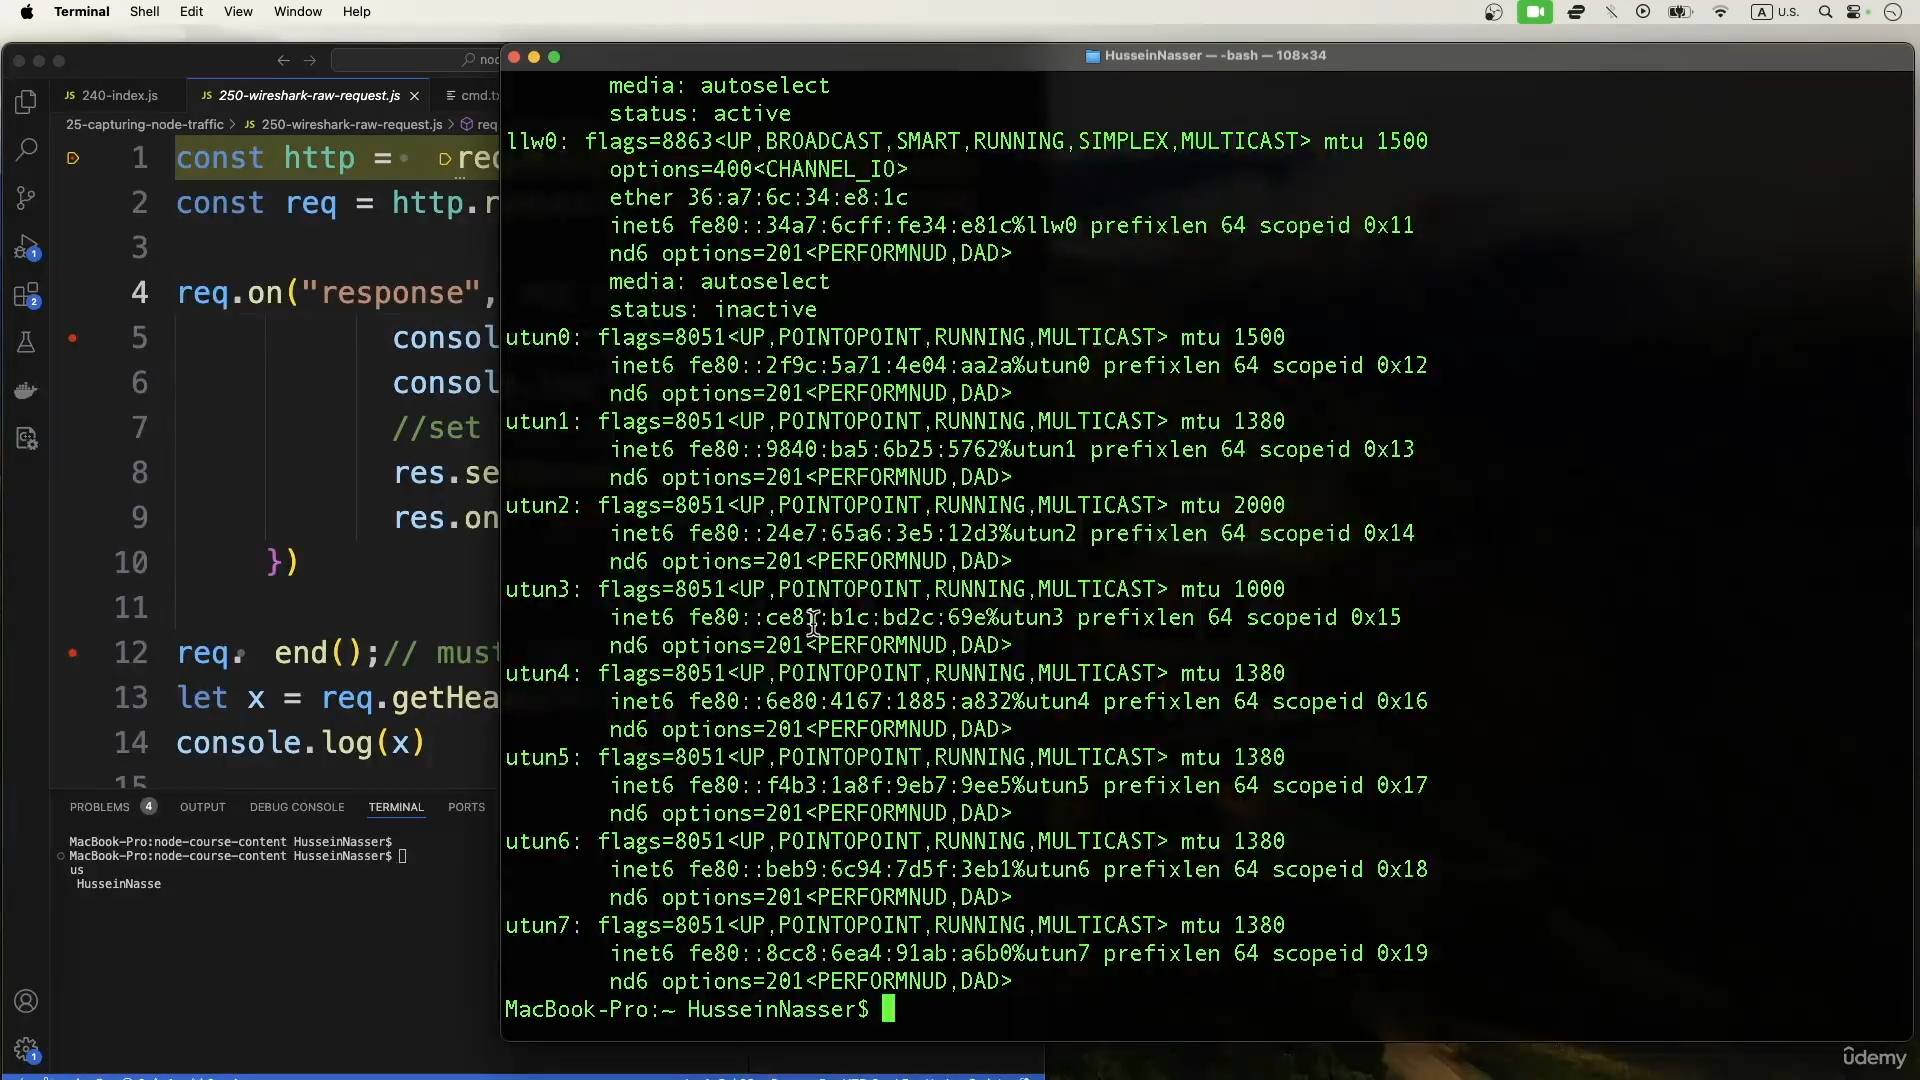 Terminal Shell Edit View Window Help
A U.S.
HusseinNasser — -bash — 108×34
JS 240-index.js
JS 250-wireshark-raw-request.js
25-capturing-node-traffic > JS 250-wireshark-raw-request.js > req
1 const http =
2 const req = http.r
3
4 req.on("response",
5 consol
6 consol
7 //set
8 res.se
9 res.on
10 })
11
12 req. end();// must
13 let x = req.getHea
14 console.log(x)
15
PROBLEMS 4 OUTPUT DEBUG CONSOLE TERMINAL PORTS
MacBook-Pro:node-course-content HusseinNasser$
MacBook-Pro:node-course-content HusseinNasser$
us
HusseinNasse
media: autoselect
status: active
llw0: flags=8863<UP,BROADCAST,SMART,RUNNING,SIMPLEX,MULTICAST> mtu 1500
options=400<CHANNEL_IO>
ether 36:a7:6c:34:e8:1c
inet6 fe80::34a7:6cff:fe34:e81c%llw0 prefixlen 64 scopeid 0x11
nd6 options=201<PERFORMNUD,DAD>
media: autoselect
status: inactive
utun0: flags=8051<UP,POINTOPOINT,RUNNING,MULTICAST> mtu 1500
inet6 fe80::2f9c:5a71:4e04:aa2a%utun0 prefixlen 64 scopeid 0x12
nd6 options=201<PERFORMNUD,DAD>
utun1: flags=8051<UP,POINTOPOINT,RUNNING,MULTICAST> mtu 1380
inet6 fe80::9840:ba5:6b25:5762%utun1 prefixlen 64 scopeid 0x13
nd6 options=201<PERFORMNUD,DAD>
utun2: flags=8051<UP,POINTOPOINT,RUNNING,MULTICAST> mtu 2000
inet6 fe80::24e7:65a6:3e5:12d3%utun2 prefixlen 64 scopeid 0x14
nd6 options=201<PERFORMNUD,DAD>
utun3: flags=8051<UP,POINTOPOINT,RUNNING,MULTICAST> mtu 1000
inet6 prefixlen 64 scopeid 0x15
nd6 options=201<PERFORMNUD,DAD>
utun4: flags=8051<UP,POINTOPOINT,RUNNING,MULTICAST> mtu 1380
inet6 fe80::6e80:4167:1885:a832%utun4 prefixlen 64 scopeid 0x16
nd6 options=201<PERFORMNUD,DAD>
utun5: flags=8051<UP,POINTOPOINT,RUNNING,MULTICAST> mtu 1380
inet6 fe80::f4b3:1a8f:9eb7:9ee5%utun5 prefixlen 64 scopeid 0x17
nd6 options=201<PERFORMNUD,DAD>
utun6: flags=8051<UP,POINTOPOINT,RUNNING,MULTICAST> mtu 1380
inet6 fe80::beb9:6c94:7d5f:3eb1%utun6 prefixlen 64 scopeid 0x18
nd6 options=201<PERFORMNUD,DAD>
utun7: flags=8051<UP,POINTOPOINT,RUNNING,MULTICAST> mtu 1380
inet6 fe80::8cc8:6ea4:91ab:a6b0%utun7 prefixlen 64 scopeid 0x19
nd6 options=201<PERFORMNUD,DAD>
MacBook-Pro:~ HusseinNasser$
ûdemy